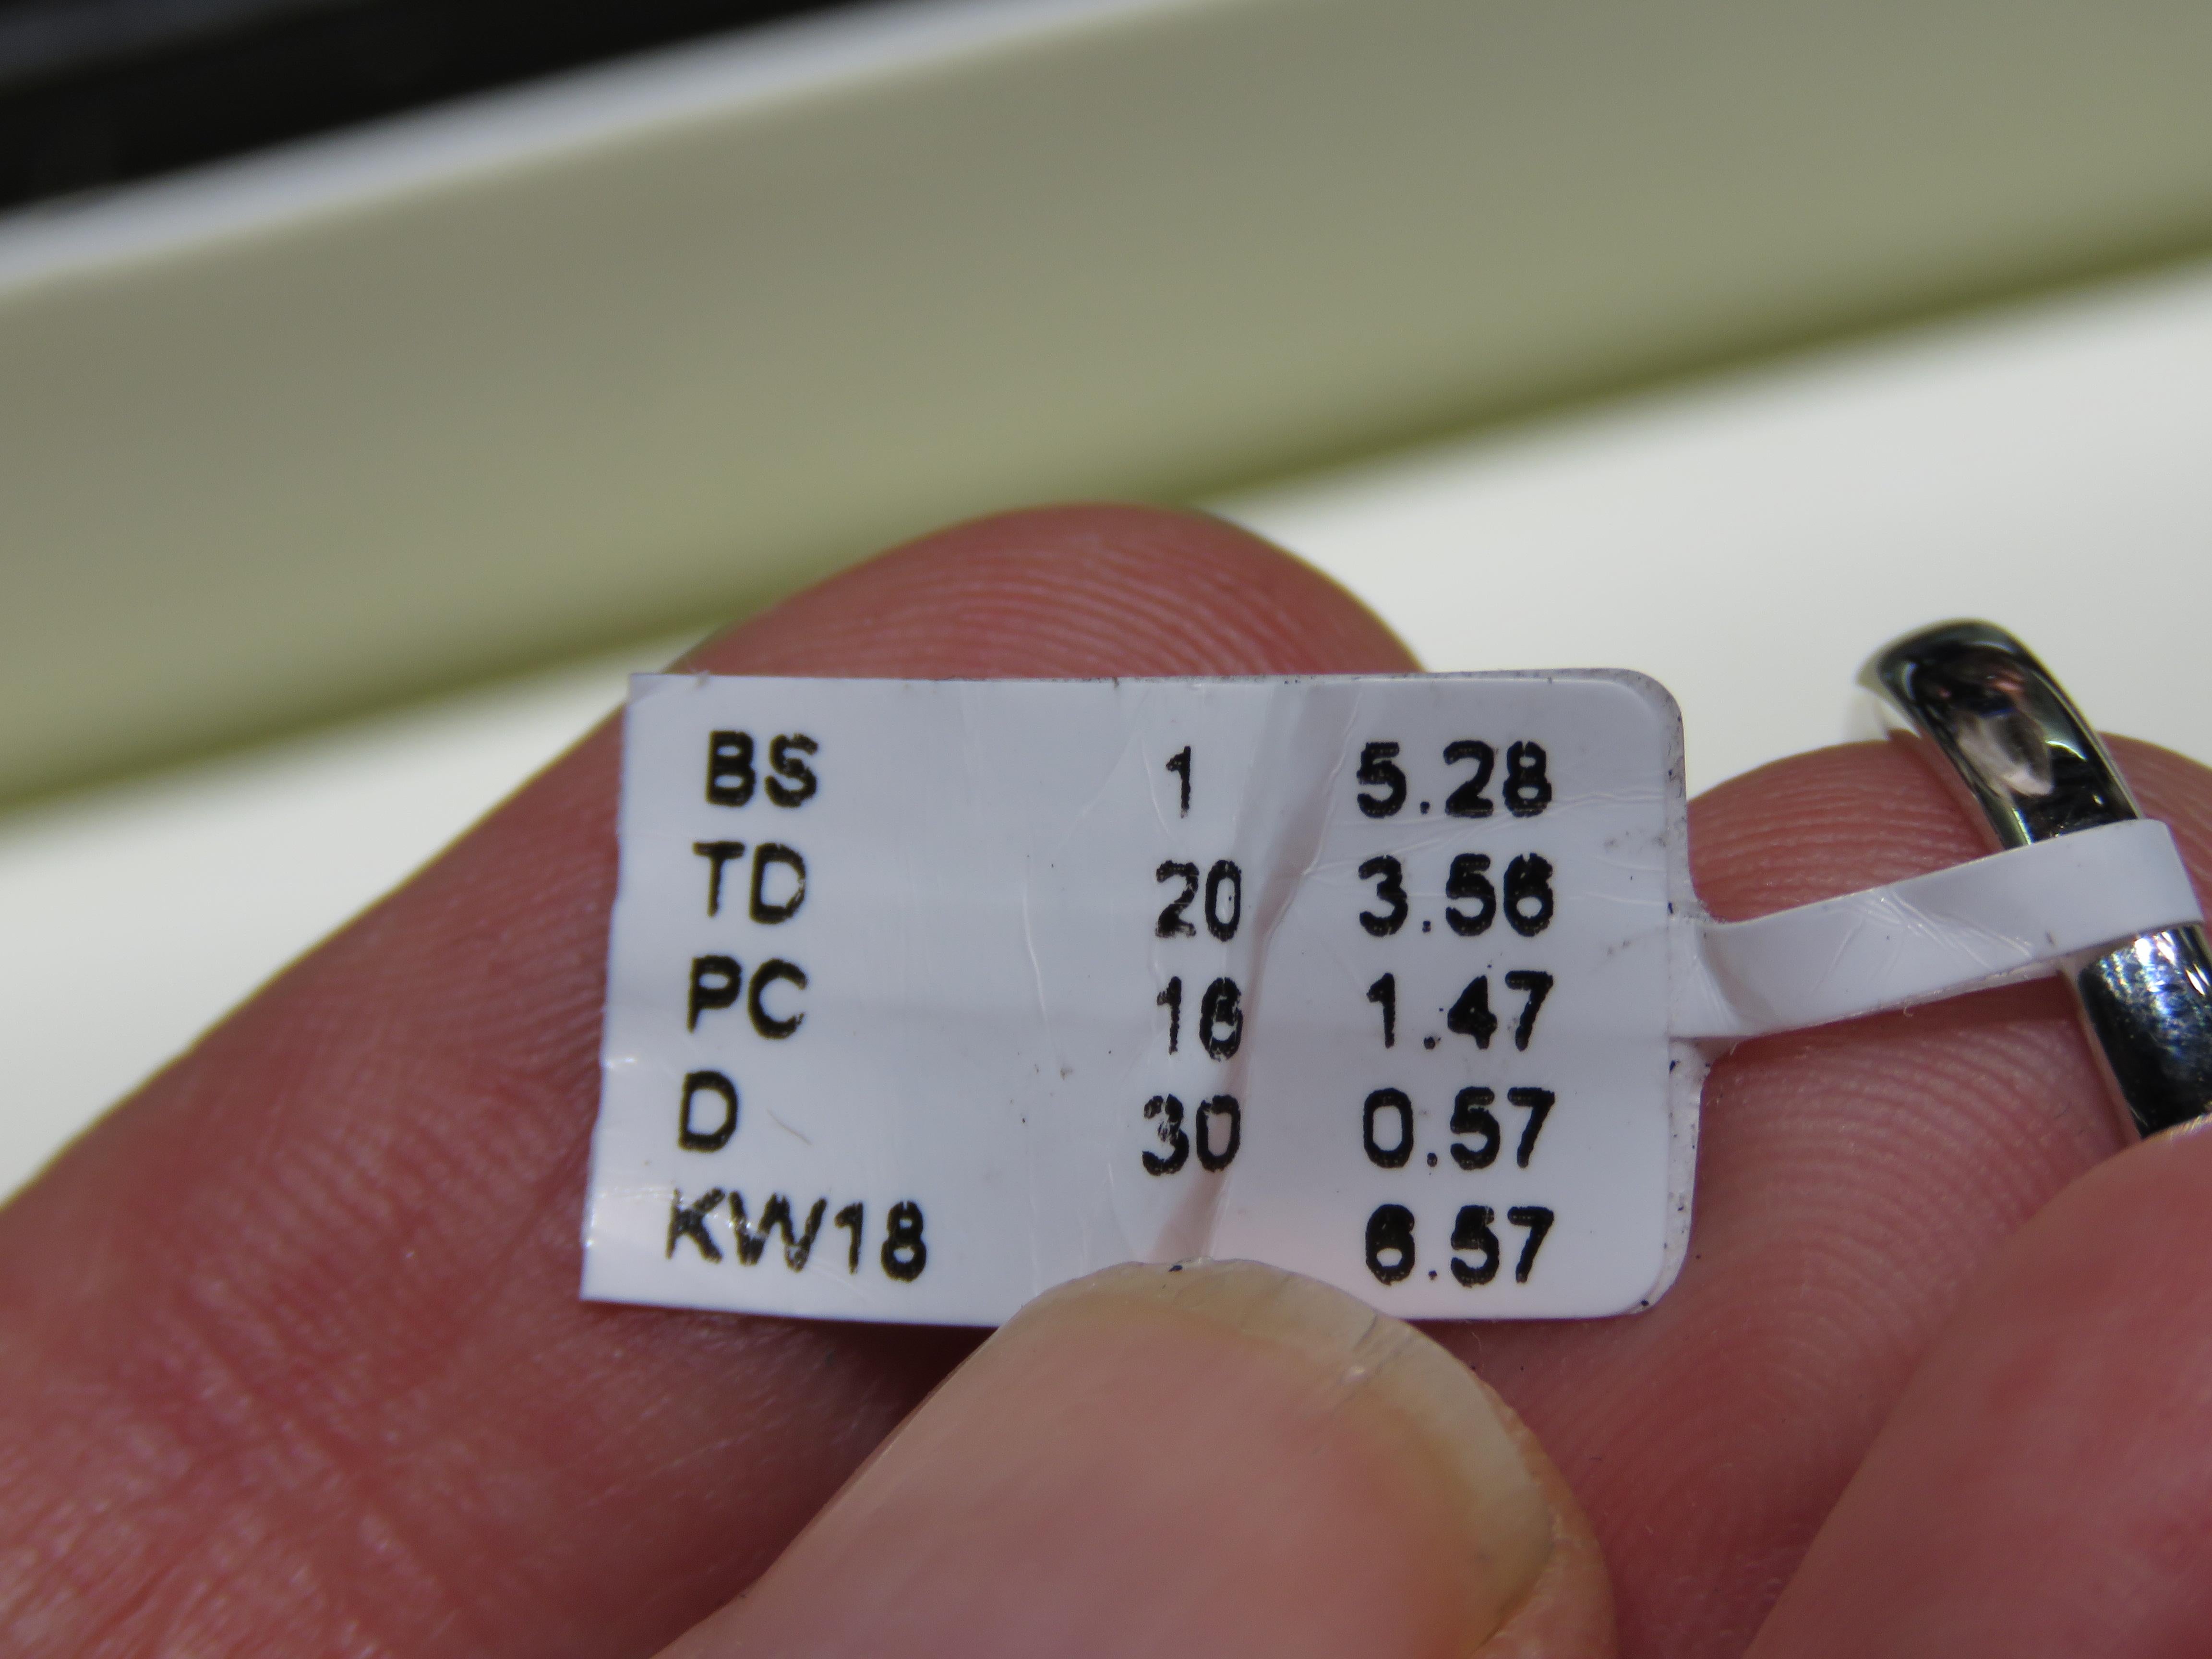 BS 1 5.28
TD 20 3.56
PC 16 1.47
D 30 0.57
KW18 6.57